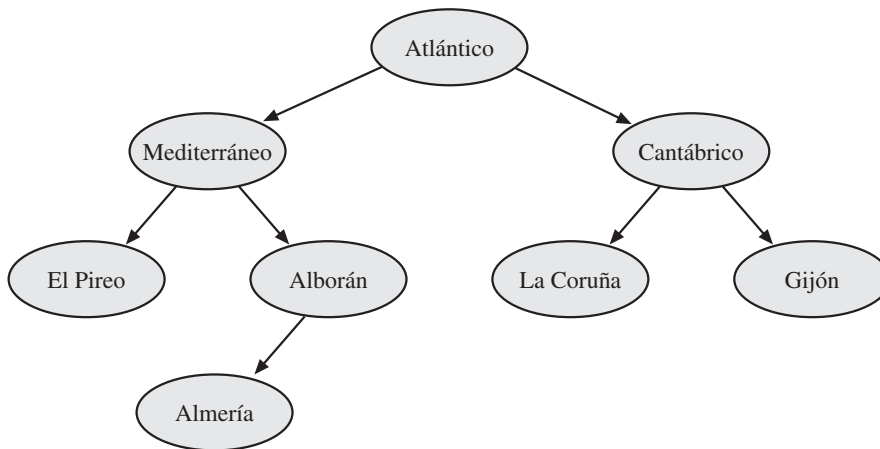 Atlántico
Mediterráneo
Cantábrico
El Pireo
Alborán
La Coruña
Gijón
Almería